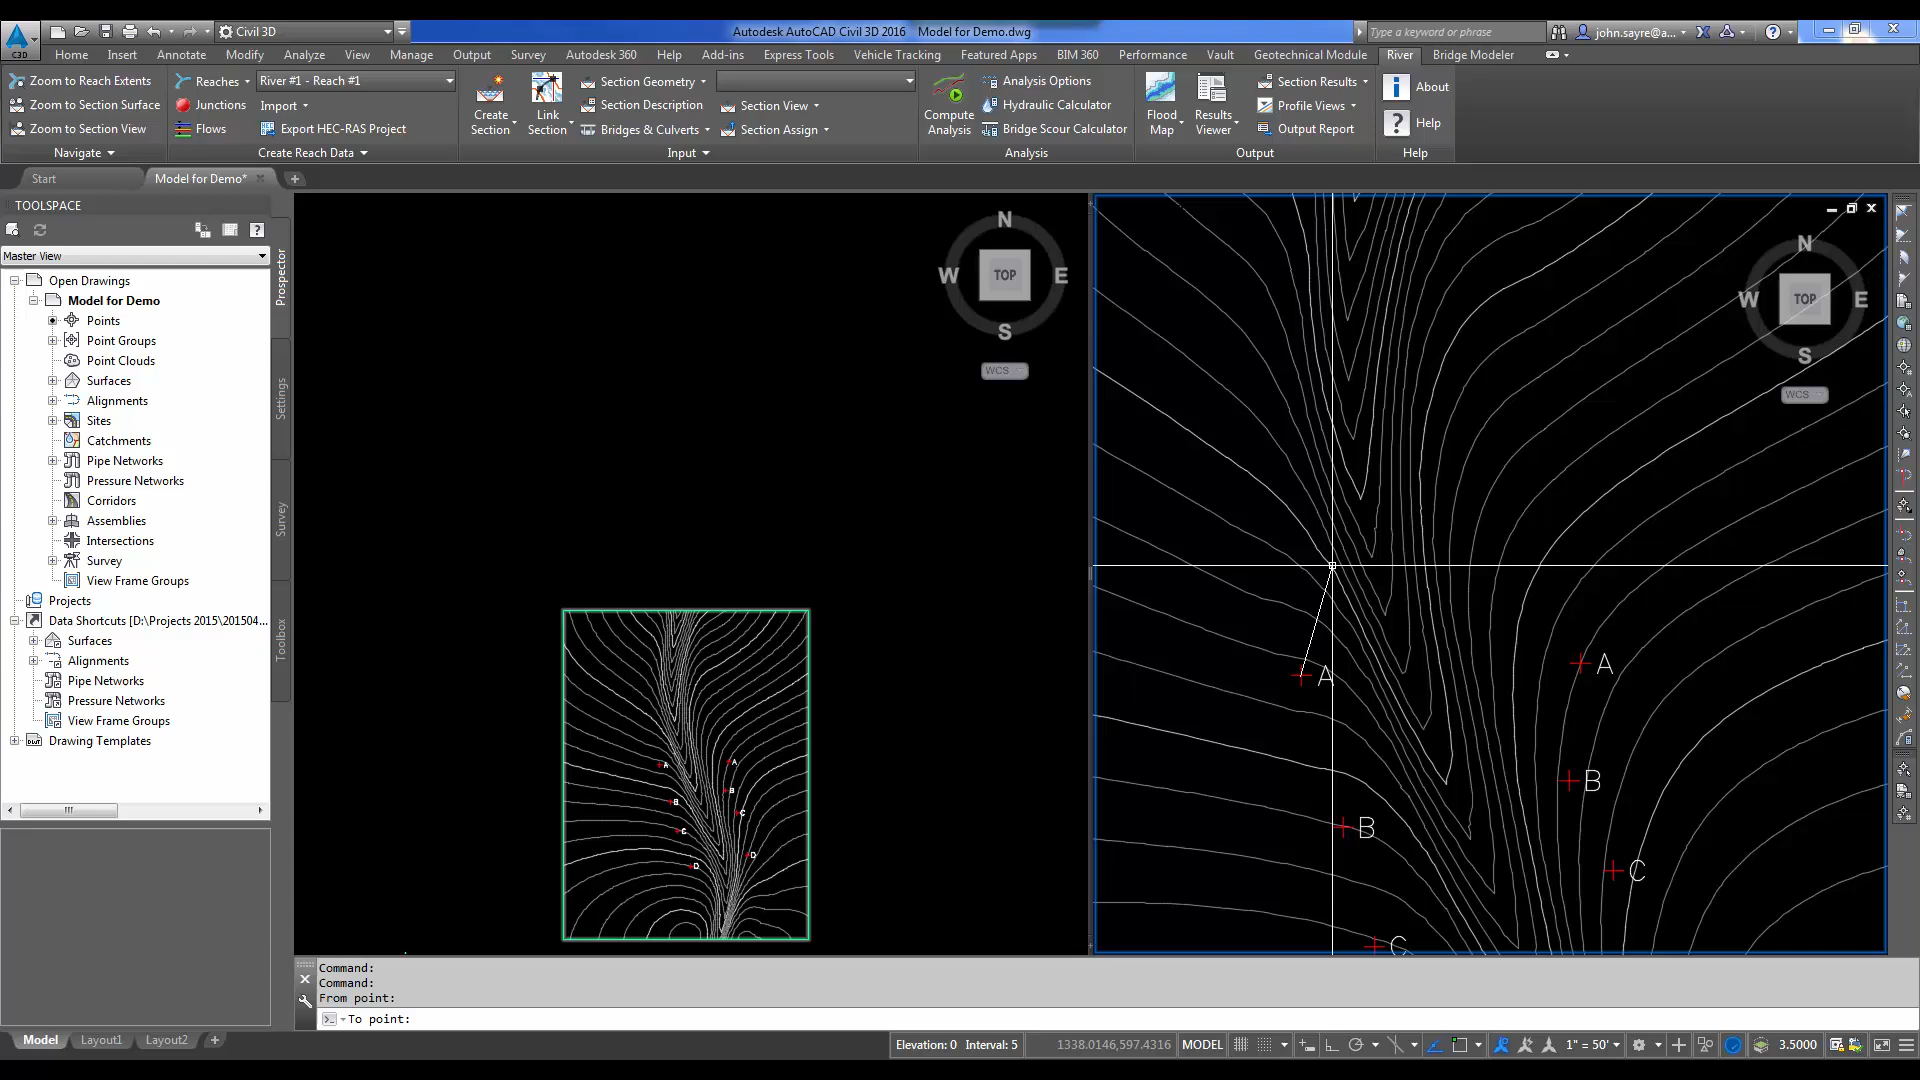 C3D
Civil 3D
Autodesk AutoCAD Civil 3D 2016 Model for Demo.dwg
Type a keyword or phrase
john.sayre@a...
Home Insert Annotate Modify Analyze View Manage Output Survey Autodesk 360 Help Add-ins Express Tools Vehicle Tracking Featured Apps BIM 360 Performance Vault Geotechnical Module River Bridge Modeler
Zoom to Reach Extents
Zoom to Section Surface
Zoom to Section View
Navigate
Reaches River #1 - Reach #1
Junctions Import
Flows Export HEC-RAS Project
Create Reach Data
Create Section
Link Section
Section Geometry
Section Description Section View
Bridges & Culverts Section Assign
Input
Compute Analysis
Analysis Options
Hydraulic Calculator
Bridge Scour Calculator
Analysis
Flood Map
Results Viewer
Section Results
Profile Views
Output Report
Output
About
Help
Help
Start Model for Demo*
TOOLSPACE
Master View
Open Drawings
Model for Demo
Points
Point Groups
Point Clouds
Surfaces
Alignments
Sites
Catchments
Pipe Networks
Pressure Networks
Corridors
Assemblies
Intersections
Survey
View Frame Groups
Projects
Data Shortcuts [D:\Projects 2015\201504...
Surfaces
Alignments
Pipe Networks
Pressure Networks
View Frame Groups
Drawing Templates
Prospector
Settings
Survey
Toolbox
N
W TOP E
S
WCS
A A
B B
C C
D D
N
W TOP E
S
WCS
A A
B B
C C
Command:
Command:
From point:
To point:
Model Layout1 Layout2
Elevation: 0 Interval: 5 1338.0146,597.4316 MODEL 1" = 50' 3.5000